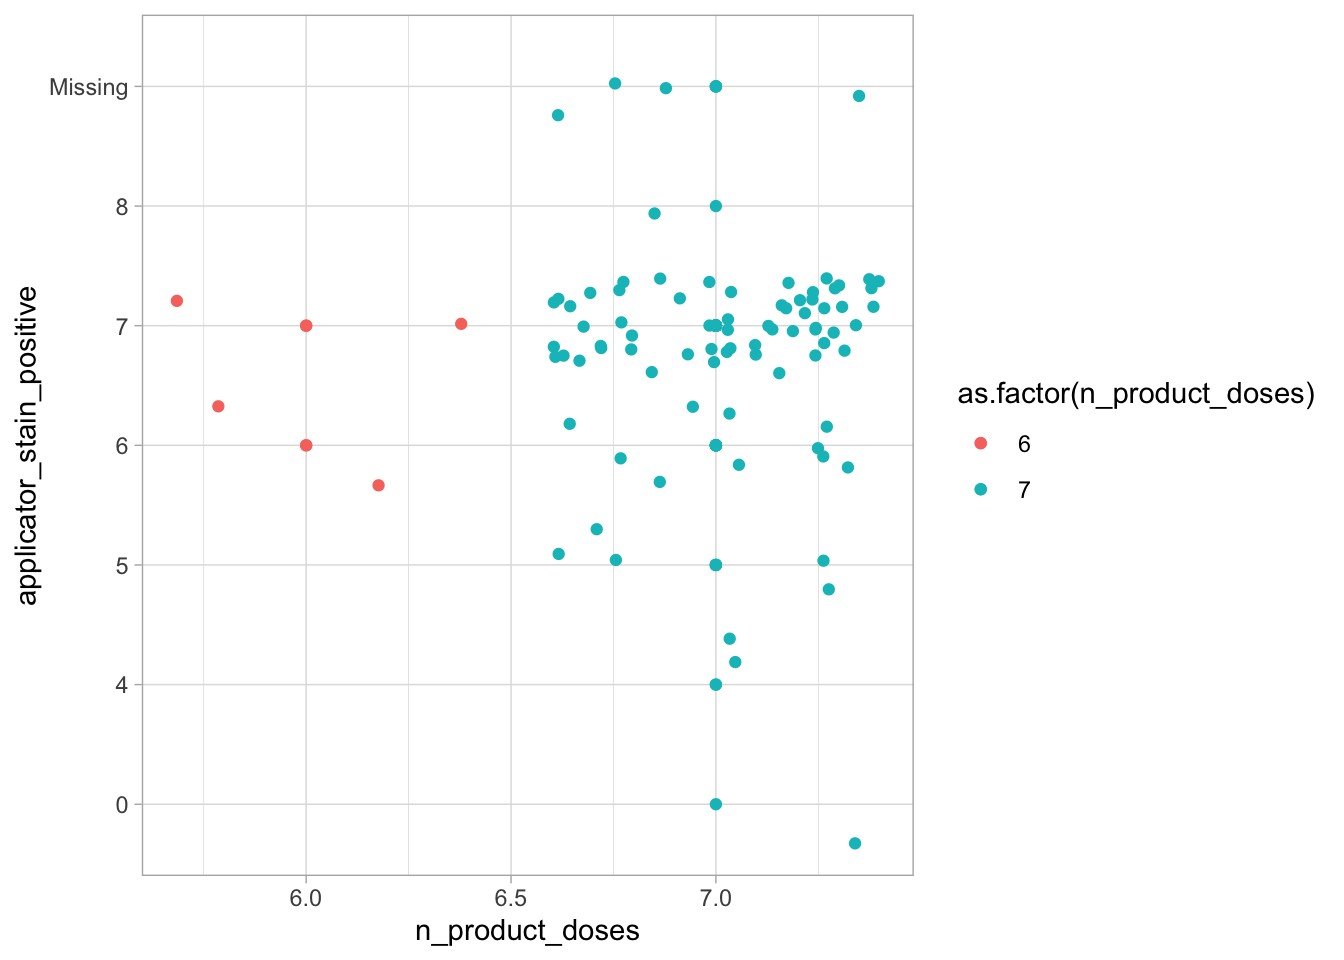 Missing
8
7
6
5
4
0
6.0 6.5 7.0
n_product_doses
applicator_stain_positive
as.factor(n_product_doses)
6
7